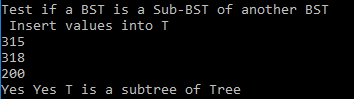 Test if a BST is a Sub-BST of another BST
Insert values into T
315
318
200
Yes Yes T is a subtree of Tree